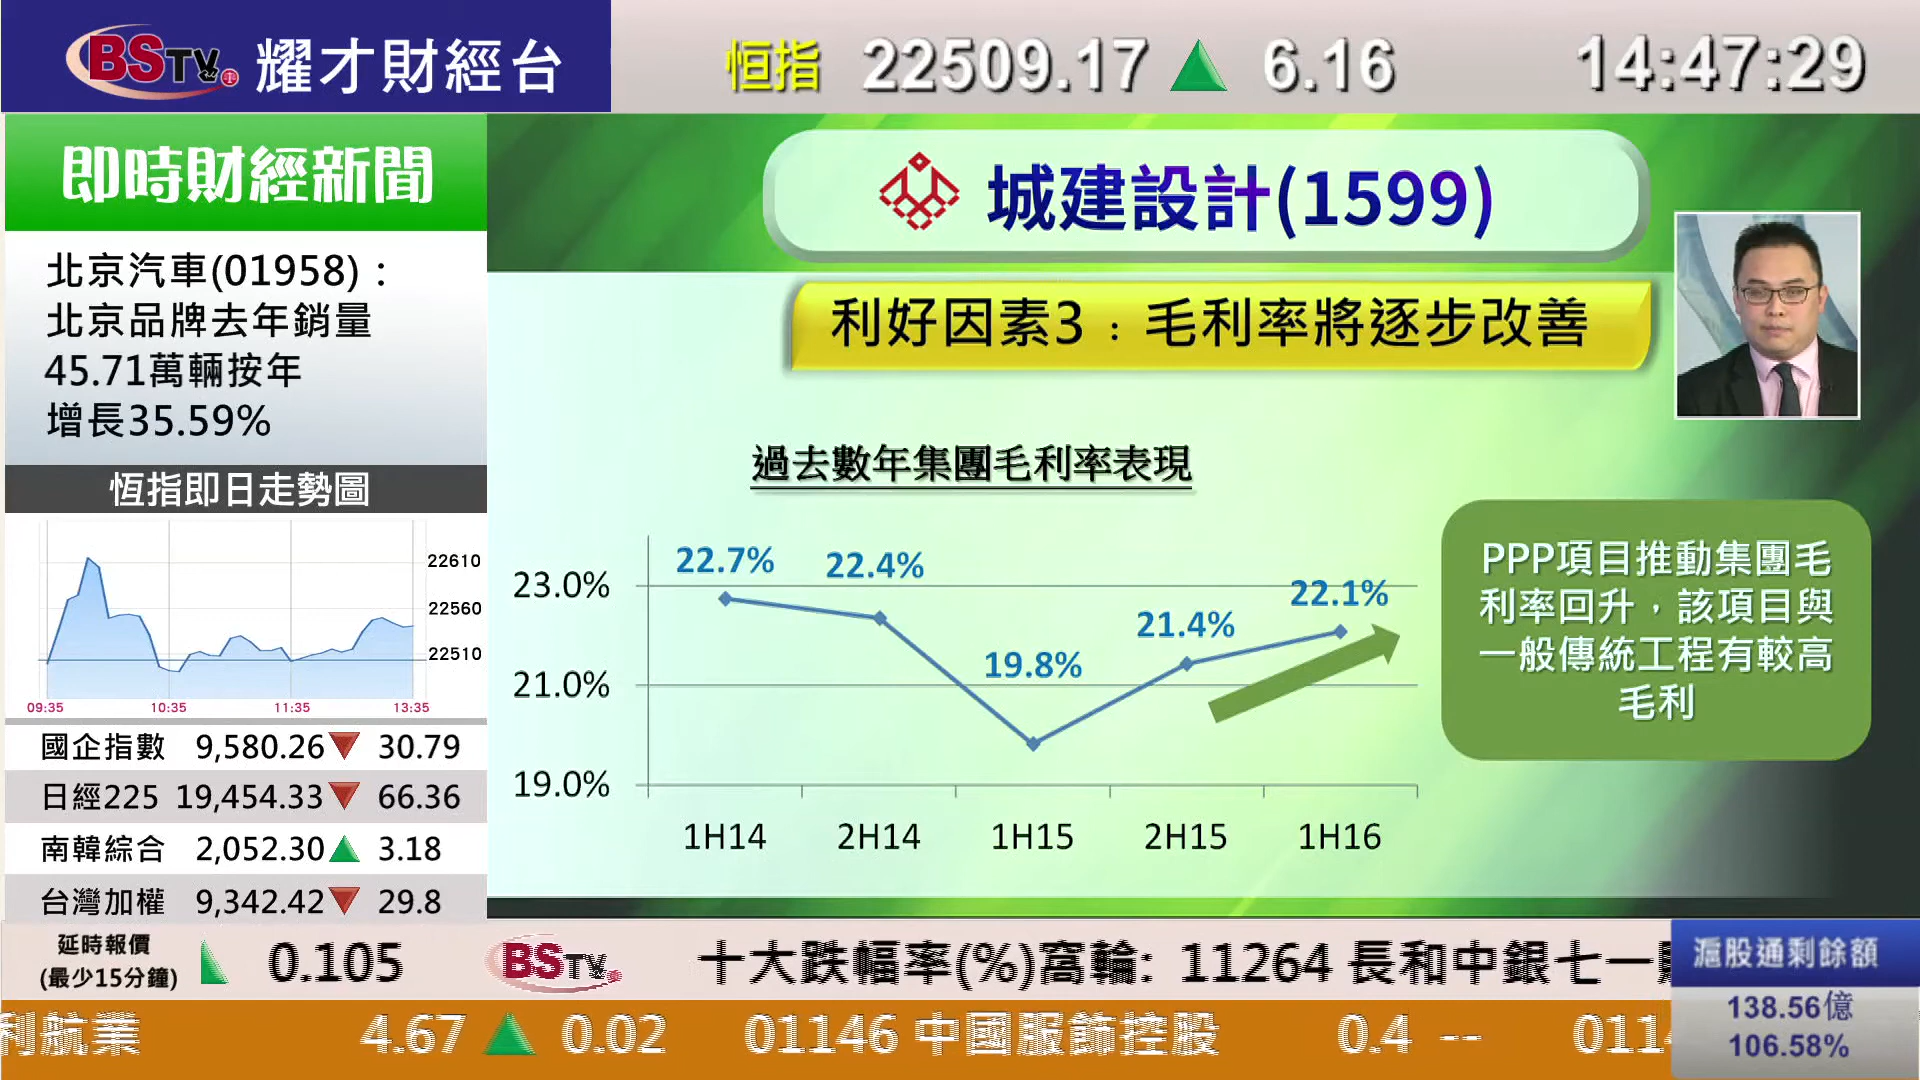 BSTV 耀才財經台
恒指 22509.17 ▲ 6.16 14:47:29
即時財經新聞
北京汽車(01958)：
北京品牌去年銷量
45.71萬輛按年
增長35.59%
恆指即日走勢圖
22610
22560
22510
09:35 10:35 11:35 13:35
國企指數 9,580.26 ▼ 30.79
日經225 19,454.33 ▼ 66.36
南韓綜合 2,052.30 ▲ 3.18
台灣加權 9,342.42 ▼ 29.8
城建設計(1599)
利好因素3：毛利率將逐步改善
過去數年集團毛利率表現
22.7% 22.4% 19.8% 21.4% 22.1%
23.0%
21.0%
19.0%
1H14 2H14 1H15 2H15 1H16
PPP項目推動集團毛
利率回升，該項目與
一般傳統工程有較高
毛利
延時報價
(最少15分鐘)
0.105 BSTV 十大跌幅率(%)窩輪: 11264 長和中銀七一
滬股通剩餘額
138.56億
106.58%
利航業 4.67 ▲ 0.02 01146 中國服飾控股 0.4 -- 011